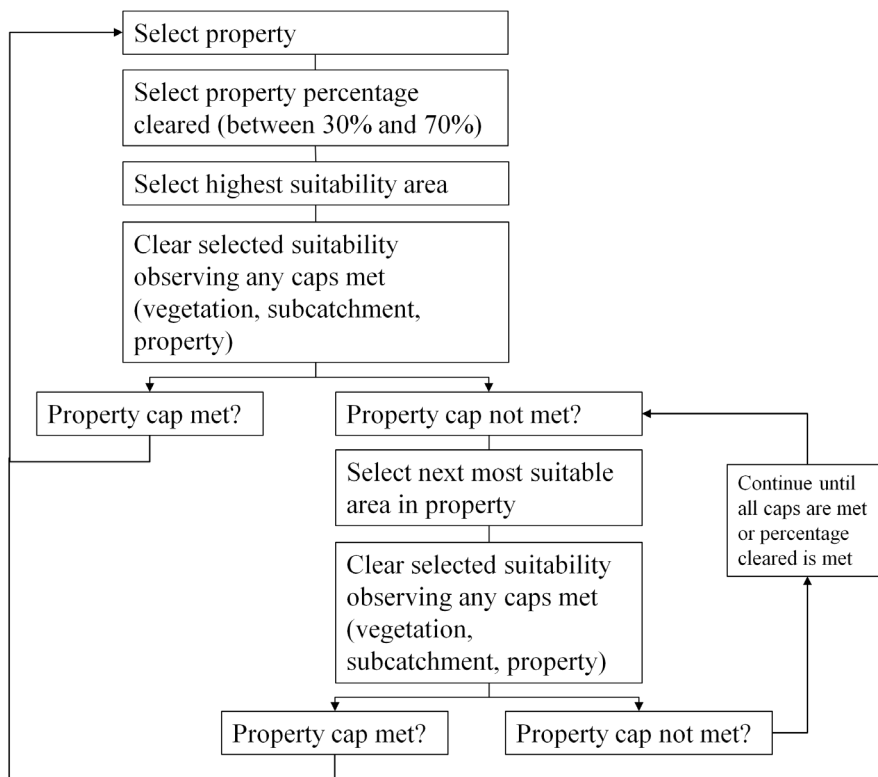 Select property
Select property percentage
cleared (between 30% and 70%)
Select highest suitability area
Clear selected suitability
observing any caps met
(vegetation, subcatchment,
property)
Property cap met?
Property cap not met?
Select next most suitable
area in property
Continue until
all caps are met
or percentage
cleared is met
Clear selected suitability
observing any caps met
(vegetation,
subcatchment, property)
Property cap met?
Property cap not met?